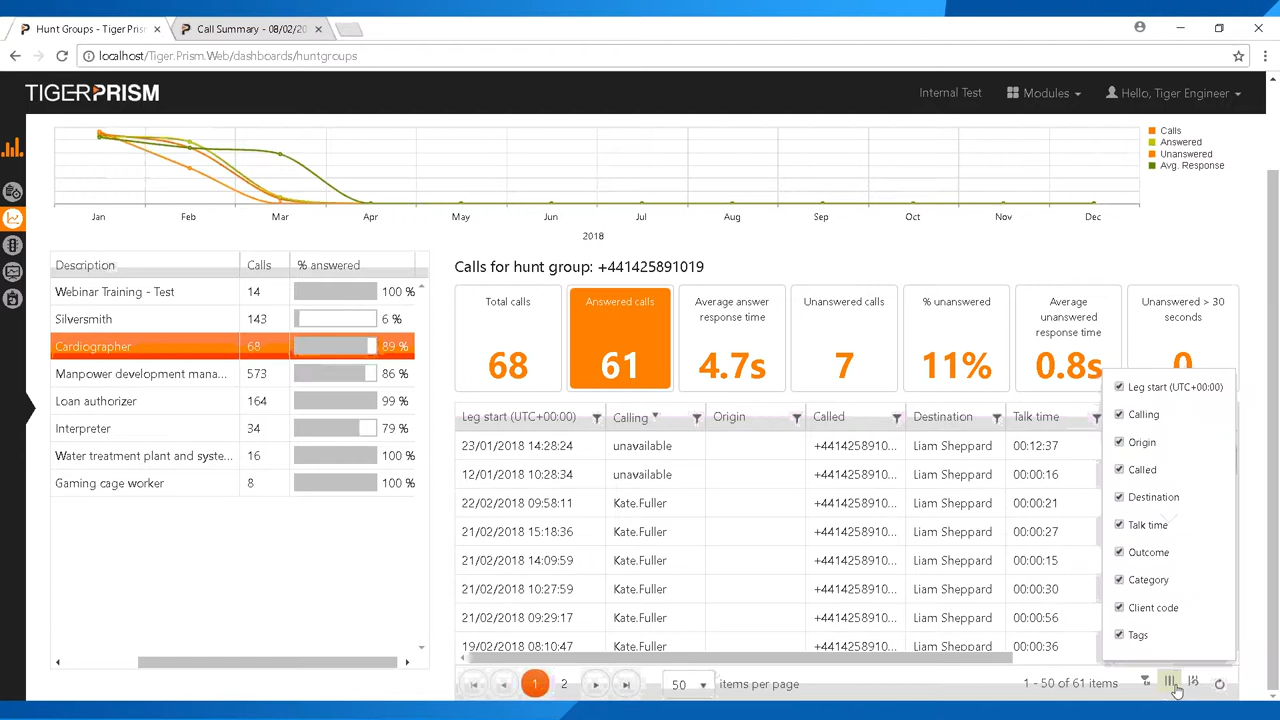 Hunt Groups - Tiger Pris
Call Summary - 08/02/20
localhost/Tiger.Prism.Web/dashboards/huntgroups
TIGERPRISM
Internal Test
Modules
Hello, Tiger Engineer
Calls
Answered
Unanswered
Avg. Response
Jan Feb Mar Apr May Jun Jul Aug Sep Oct Nov Dec
2018
Description Calls % answered
Webinar Training - Test 14 100 %
Silversmith 143 6 %
Cardiographer 68 89 %
Manpower development mana... 573 86 %
Loan authorizer 164 99 %
Interpreter 34 79 %
Water treatment plant and syste... 16 100 %
Gaming cage worker 8 100 %
Calls for hunt group: +441425891019
Total calls
68
Answered calls
61
Average answer
response time
4.7s
Unanswered calls
7
% unanswered
11%
Average
unanswered
response time
0.8s
Unanswered > 30
seconds
0
Leg start (UTC+00:00) Calling Origin Called Destination Talk time
23/01/2018 14:28:24 unavailable +4414258910... Liam Sheppard 00:12:37
12/01/2018 10:28:34 unavailable +4414258910... Liam Sheppard 00:00:16
22/02/2018 09:58:11 Kate.Fuller +4414258910... Liam Sheppard 00:00:21
21/02/2018 15:18:36 Kate.Fuller +4414258910... Liam Sheppard 00:00:27
21/02/2018 14:09:59 Kate.Fuller +4414258910... Liam Sheppard 00:00:15
21/02/2018 10:27:59 Kate.Fuller +4414258910... Liam Sheppard 00:00:30
21/02/2018 09:29:17 Kate.Fuller +4414258910... Liam Sheppard 00:00:56
19/02/2018 08:10:47 Kate.Fuller +4414258910... Liam Sheppard 00:00:36
Leg start (UTC+00:00)
Calling
Origin
Called
Destination
Talk time
Outcome
Category
Client code
Tags
1 2 50 items per page
1 - 50 of 61 items